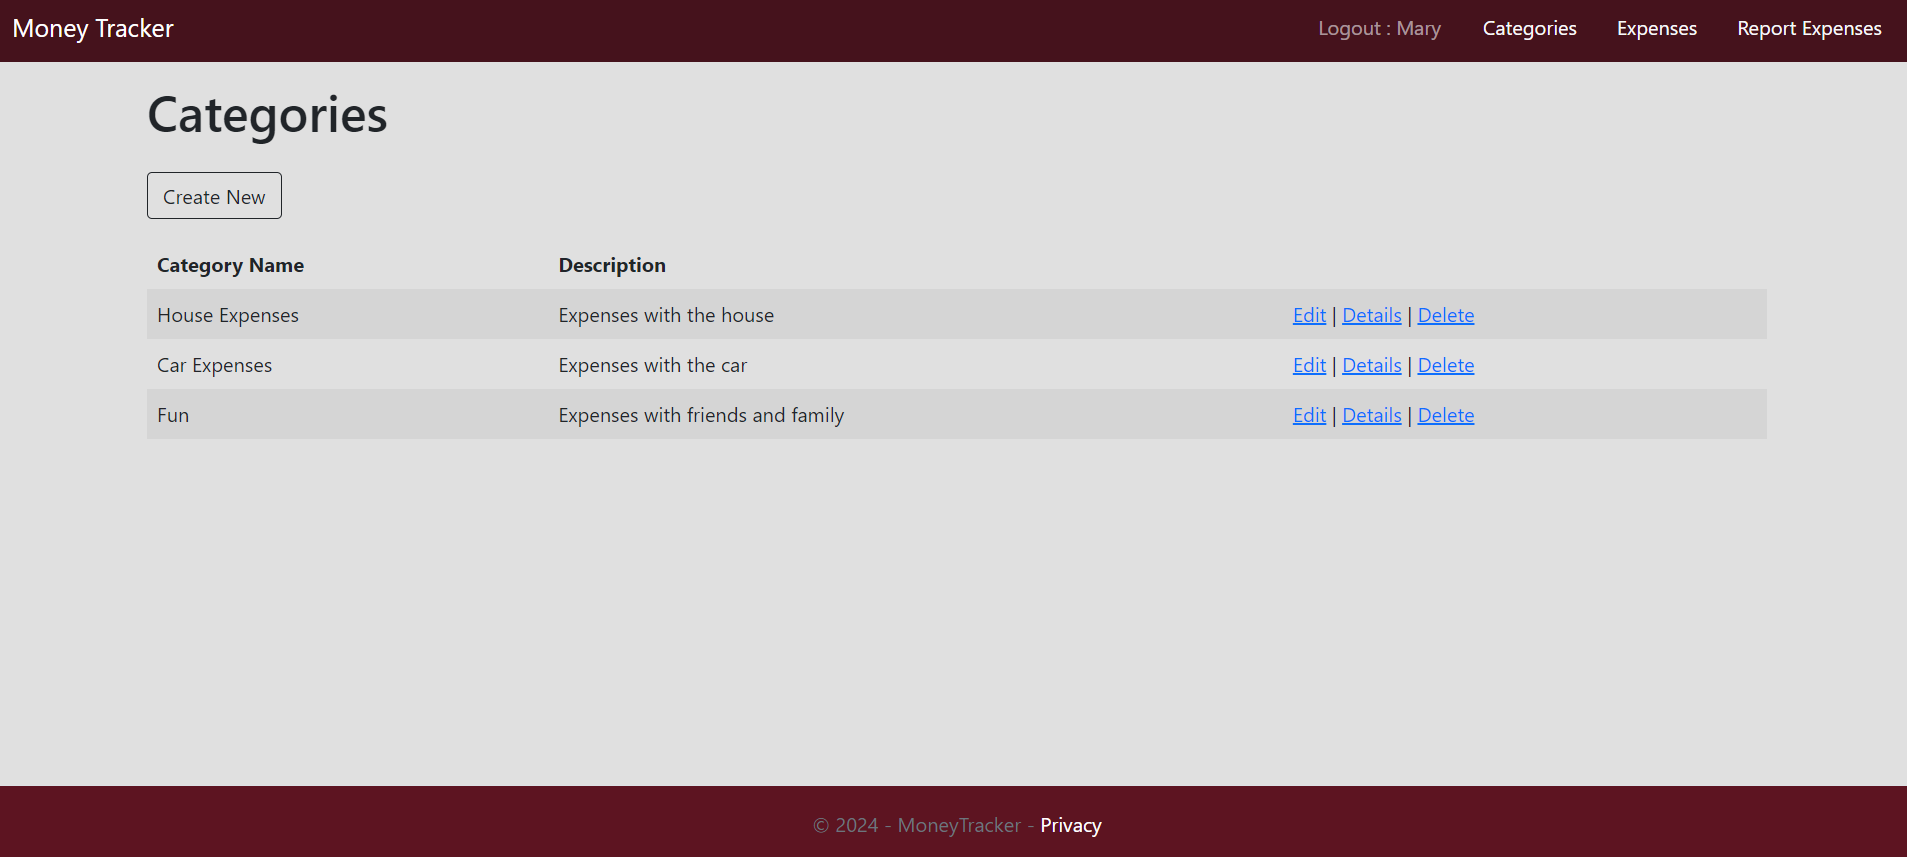 Money Tracker Logout : Mary Categories Expenses Report Expenses
Categories
Create New
Category Name Description
House Expenses Expenses with the house Edit | Details | Delete
Car Expenses Expenses with the car Edit | Details | Delete
Fun Expenses with friends and family Edit | Details | Delete
© 2024 - MoneyTracker - Privacy